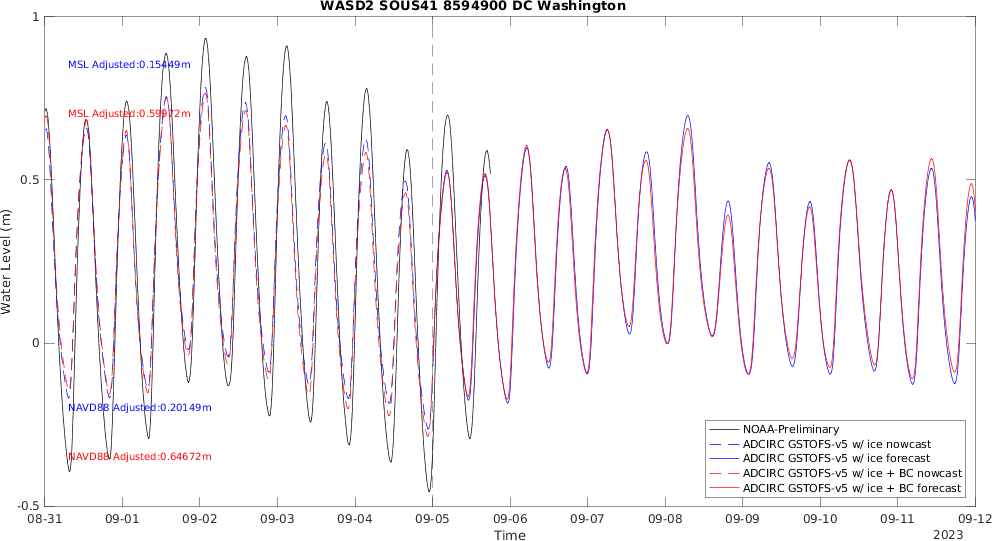 WASD2 SOUS41 8594900 DC Washington
1
0.5
0
-0.5
Water Level (m)
MSL Adjusted:0.15449m
MSL Adjusted:0.59972m
NAVD88 Adjusted:0.20149m
NAVD88 Adjusted:0.64672m
NOAA-Preliminary
ADCIRC GSTOFS-v5 w/ ice nowcast
ADCIRC GSTOFS-v5 w/ ice forecast
ADCIRC GSTOFS-v5 w/ ice + BC nowcast
ADCIRC GSTOFS-v5 w/ ice + BC forecast
08-31 09-01 09-02 09-03 09-04 09-05 09-06 09-07 09-08 09-09 09-10 09-11 09-12
Time
2023